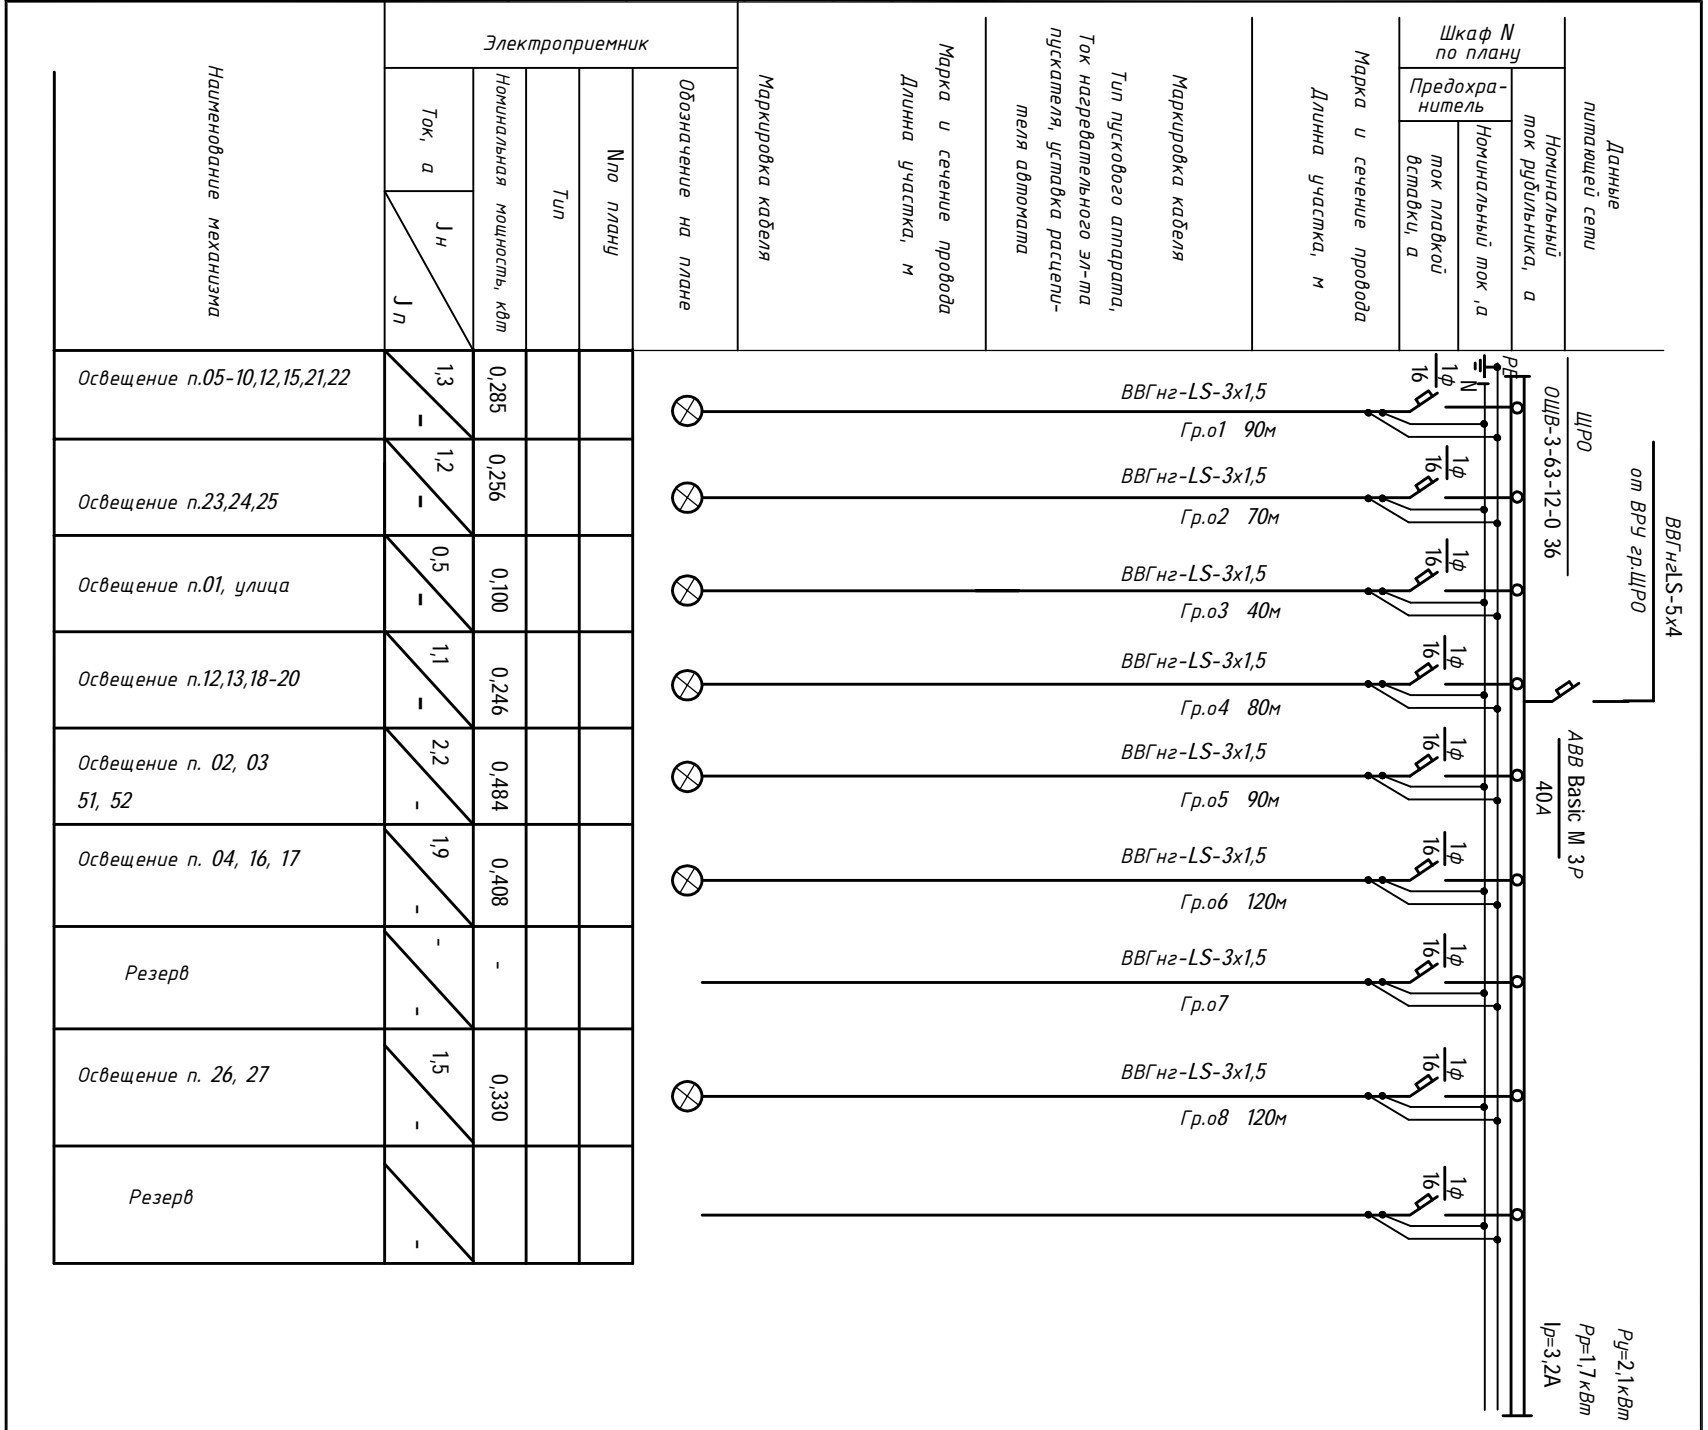 Данные
питающей сети
Шкаф N
по плану
Номинальный
ток рубильника, а
Предохра-
нитель
Номинальный ток ,а
ток плавкой
вставки, а
Марка и сечение провода
Длинна участка, м
Маркировка кабеля
Тип пускового аппарата,
Ток нагревательного эл-та
пускателя, уставка расцепи-
теля автомата
Марка и сечение провода
Длинна участка, м
Маркировка кабеля
Электроприемник
Обозначение на плане
Nпо плану
Тип
Номинальная мощность, квт
Ток, а
Jн
Jп
Наименование механизма
ВВГнгLS-5х4
от ВРУ гр.ЩРО
ЩРО
ОЩВ-3-63-12-0 36
ABB Basic M 3P
40А
PE
N
Освещение п.05-10,12,15,21,22
1,3
-
0,285
ВВГнг-LS-3х1,5
Гр.о1 90м
1ф
16
Освещение п.23,24,25
1,2
-
0,256
ВВГнг-LS-3х1,5
Гр.о2 70м
1ф
16
Освещение п.01, улица
0,5
-
0,100
ВВГнг-LS-3х1,5
Гр.о3 40м
1ф
16
Освещение п.12,13,18-20
1,1
-
0,246
ВВГнг-LS-3х1,5
Гр.о4 80м
1ф
16
Освещение п. 02, 03
51, 52
2,2
-
0,484
ВВГнг-LS-3х1,5
Гр.о5 90м
1ф
16
Освещение п. 04, 16, 17
1,9
-
0,408
ВВГнг-LS-3х1,5
Гр.о6 120м
1ф
16
Резерв
-
-
-
ВВГнг-LS-3х1,5
Гр.о7
1ф
16
Освещение п. 26, 27
1,5
-
0,330
ВВГнг-LS-3х1,5
Гр.о8 120м
1ф
16
Резерв
-
1ф
16
Ру=2,1кВт
Рр=1,7кВт
Iр=3,2А